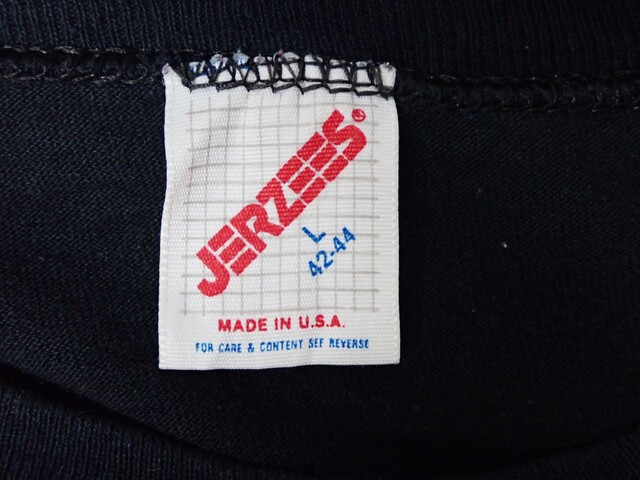 JERZEES®
L
42-44
MADE IN U.S.A.
FOR CARE & CONTENT SEE REVERSE